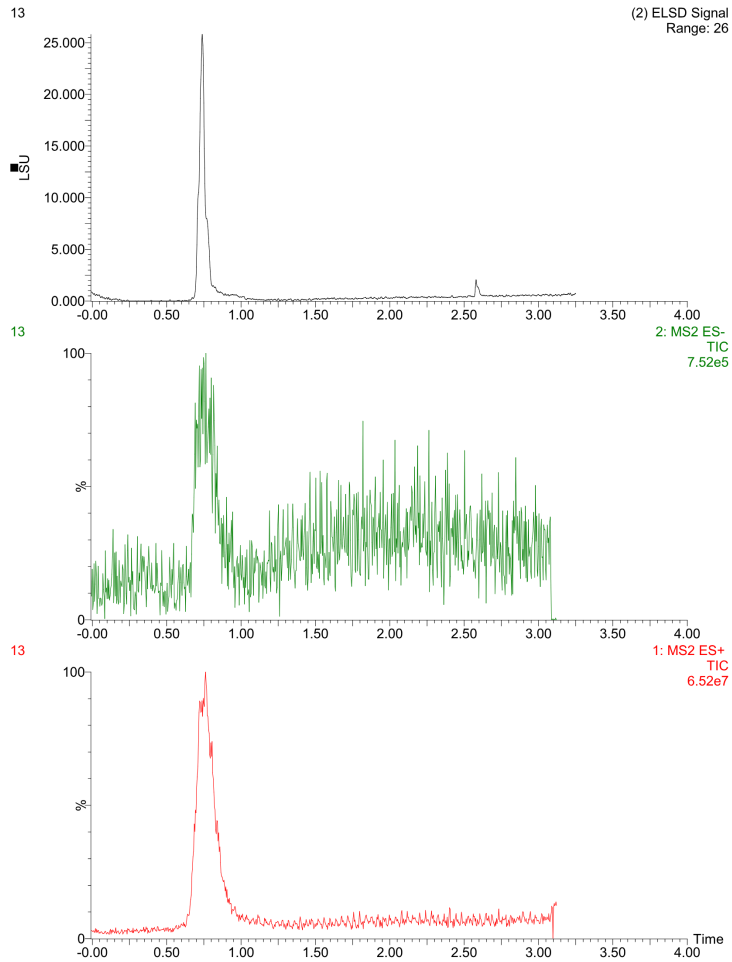 13
(2) ELSD Signal
Range: 26
25.000
20.000
15.000
LSU
10.000
5.000
0.000
-0.00 0.50 1.00 1.50 2.00 2.50 3.00 3.50 4.00
13
2: MS2 ES-
TIC
7.52e5
100
%
0
-0.00 0.50 1.00 1.50 2.00 2.50 3.00 3.50 4.00
13
1: MS2 ES+
TIC
6.52e7
100
%
0
Time
-0.00 0.50 1.00 1.50 2.00 2.50 3.00 3.50 4.00